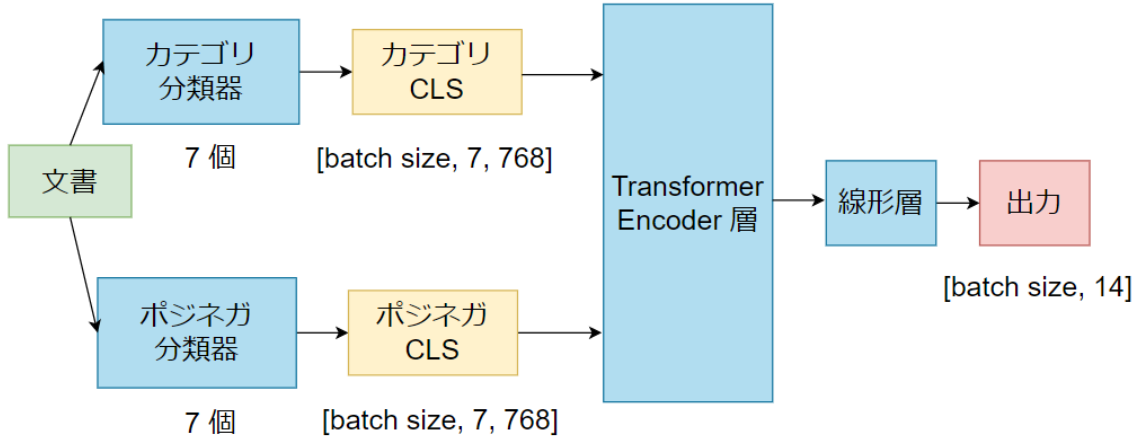 文書
カテゴリ
分類器
7 個
カテゴリ
CLS
[batch size, 7, 768]
ポジネガ
分類器
7 個
ポジネガ
CLS
[batch size, 7, 768]
Transformer
Encoder 層
線形層
出力
[batch size, 14]